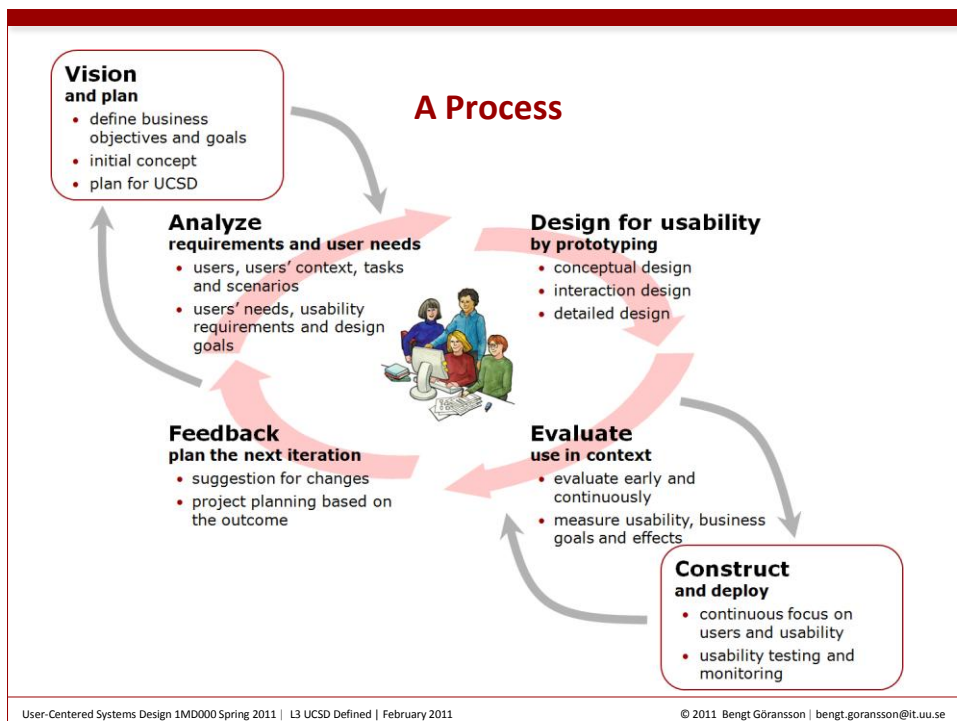 A Process
Vision
and plan
• define business
objectives and goals
• initial concept
• plan for UCSD
Analyze
requirements and user needs
• users, users' context, tasks
and scenarios
• users' needs, usability
requirements and design
goals
Design for usability
by prototyping
• conceptual design
• interaction design
• detailed design
Feedback
plan the next iteration
• suggestion for changes
• project planning based on
the outcome
Evaluate
use in context
• evaluate early and
continuously
• measure usability, business
goals and effects
Construct
and deploy
• continuous focus on
users and usability
• usability testing and
monitoring
User-Centered Systems Design 1MD000 Spring 2011 | L3 UCSD Defined | February 2011
© 2011 Bengt Göransson | bengt.goransson@it.uu.se